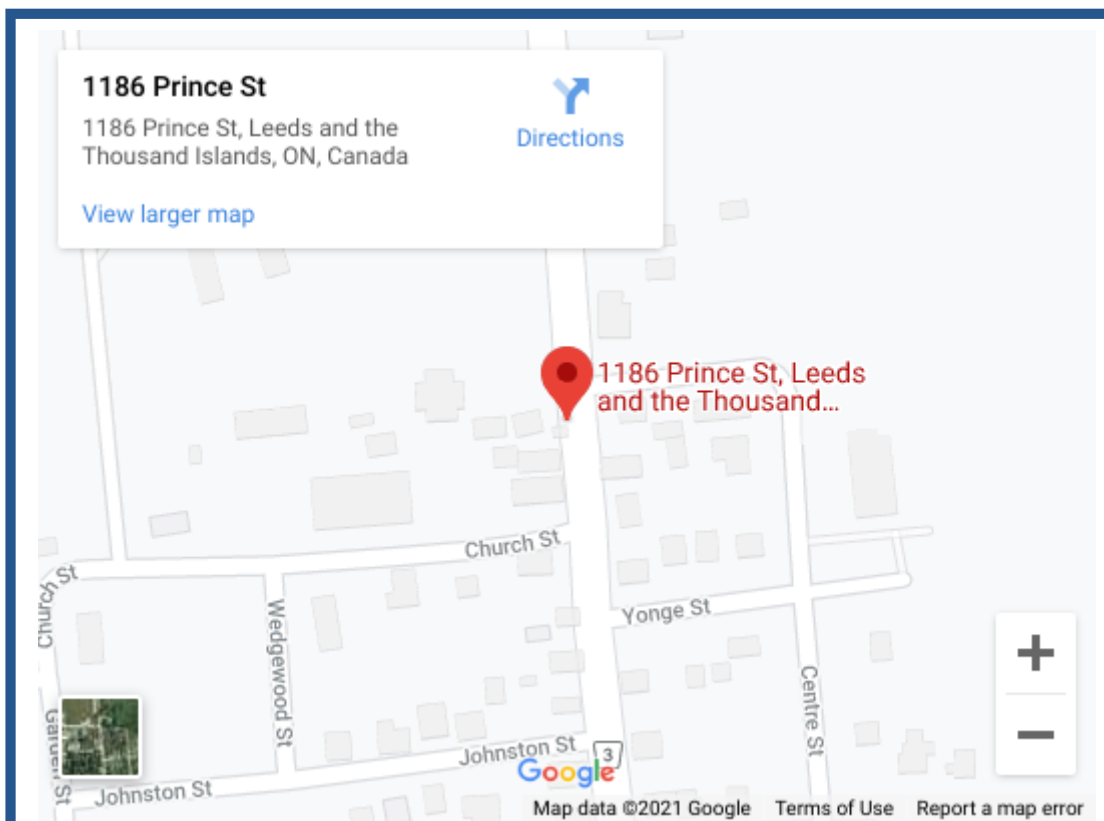 1186 Prince St
1186 Prince St, Leeds and the
Thousand Islands, ON, Canada
Directions
View larger map
1186 Prince St, Leeds
and the Thousand...
Church St
Church St
Yonge St
Wedgewood St
Centre St
Garden St
Johnston St
3
Johnston St
Google
Map data ©2021 Google
Terms of Use
Report a map error